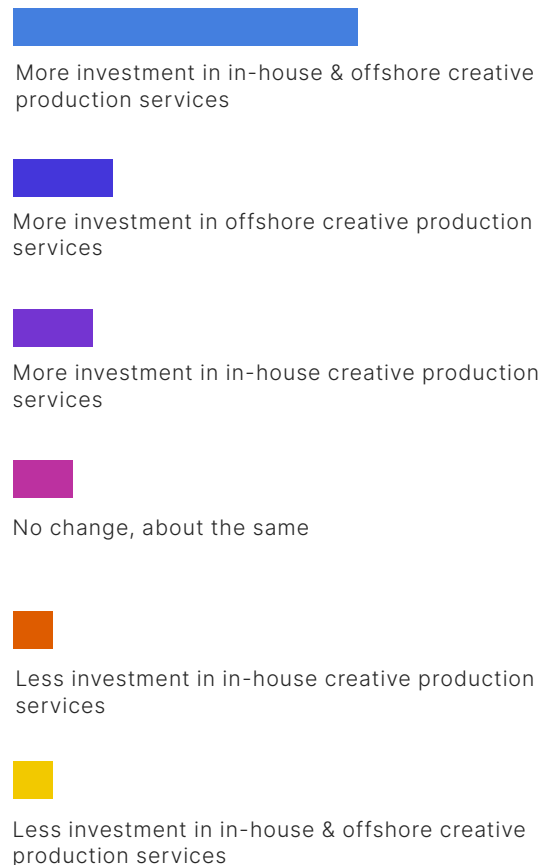 More investment in in-house & offshore creative
production services
More investment in offshore creative production
services
More investment in in-house creative production
services
No change, about the same
Less investment in in-house creative production
services
Less investment in in-house & offshore creative
production services